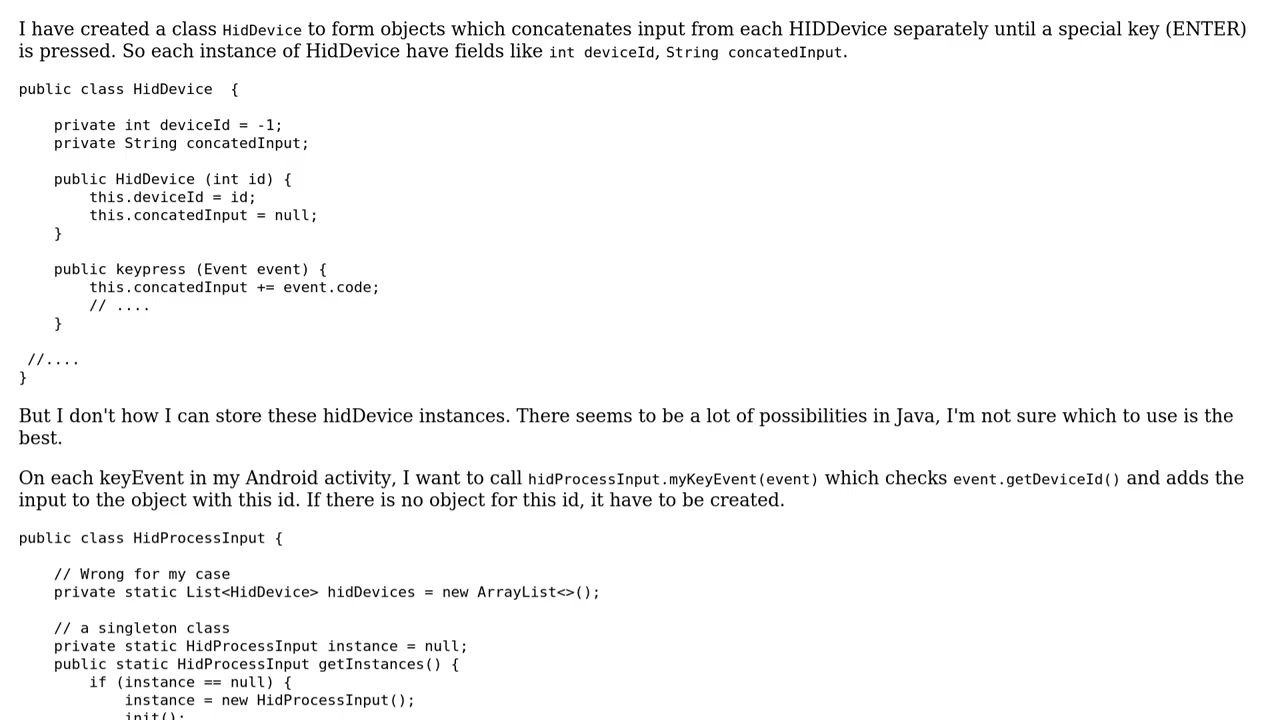 I have created a class HidDevice to form objects which concatenates input from each HIDDevice separately until a special key (ENTER)
is pressed. So each instance of HidDevice have fields like int deviceId, String concatedInput.
public class HidDevice  {
    private int deviceId = -1;
    private String concatedInput;
    public HidDevice (int id) {
        this.deviceId = id;
        this.concatedInput = null;
    }
    public keypress (Event event) {
        this.concatedInput += event.code;
        // ....
    }
 //....
}
But I don't how I can store these hidDevice instances. There seems to be a lot of possibilities in Java, I'm not sure which to use is the
best.
On each keyEvent in my Android activity, I want to call hidProcessInput.myKeyEvent(event) which checks event.getDeviceId() and adds the
input to the object with this id. If there is no object for this id, it have to be created.
public class HidProcessInput {
    // Wrong for my case
    private static List<HidDevice> hidDevices = new ArrayList<>();
    // a singleton class
    private static HidProcessInput instance = null;
    public static HidProcessInput getInstances() {
        if (instance == null) {
            instance = new HidProcessInput();
            init();